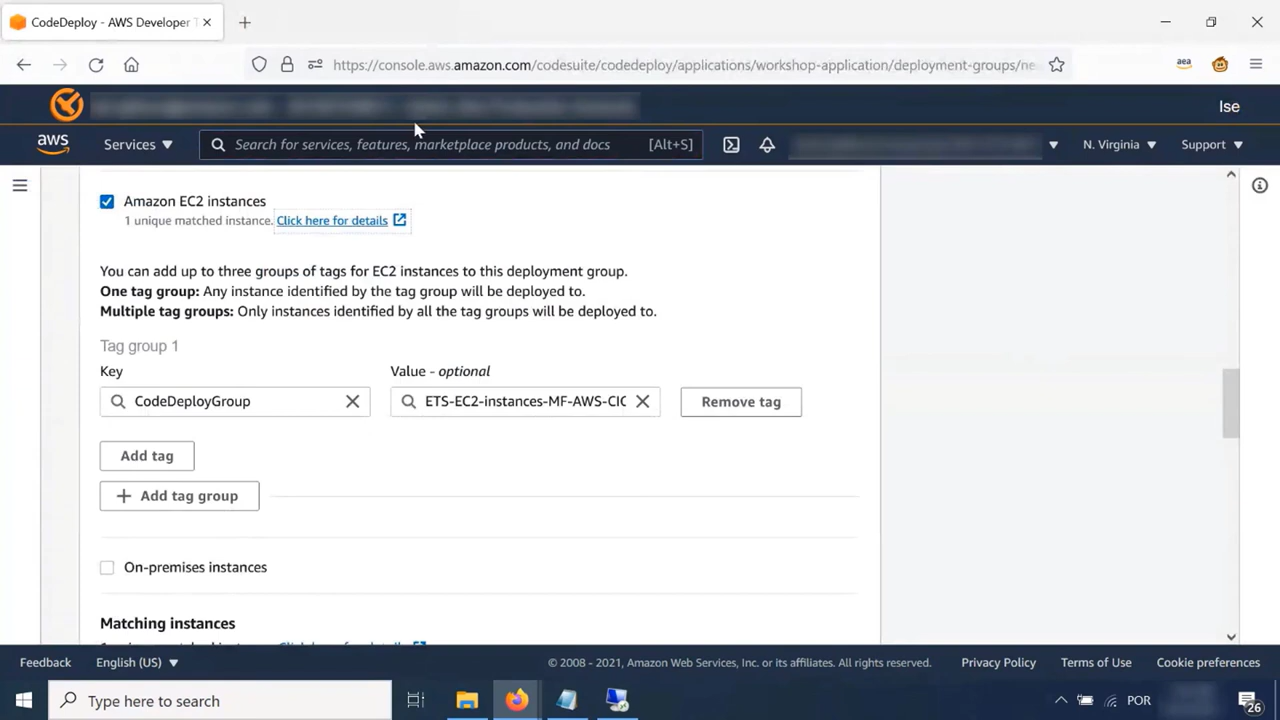 CodeDeploy - AWS Developer T
https://console.aws.amazon.com/codesuite/codedeploy/applications/workshop-application/deployment-groups/ne
aea
Ise
aws
Services
Search for services, features, marketplace products, and docs
[Alt+S]
N. Virginia
Support
Amazon EC2 instances
1 unique matched instance. Click here for details
You can add up to three groups of tags for EC2 instances to this deployment group.
One tag group: Any instance identified by the tag group will be deployed to.
Multiple tag groups: Only instances identified by all the tag groups will be deployed to.
Tag group 1
Key
Value - optional
CodeDeployGroup
ETS-EC2-instances-MF-AWS-CIC
Remove tag
Add tag
Add tag group
On-premises instances
Matching instances
Feedback
English (US)
© 2008 - 2021, Amazon Web Services, Inc. or its affiliates. All rights reserved.
Privacy Policy
Terms of Use
Cookie preferences
Type here to search
POR
26